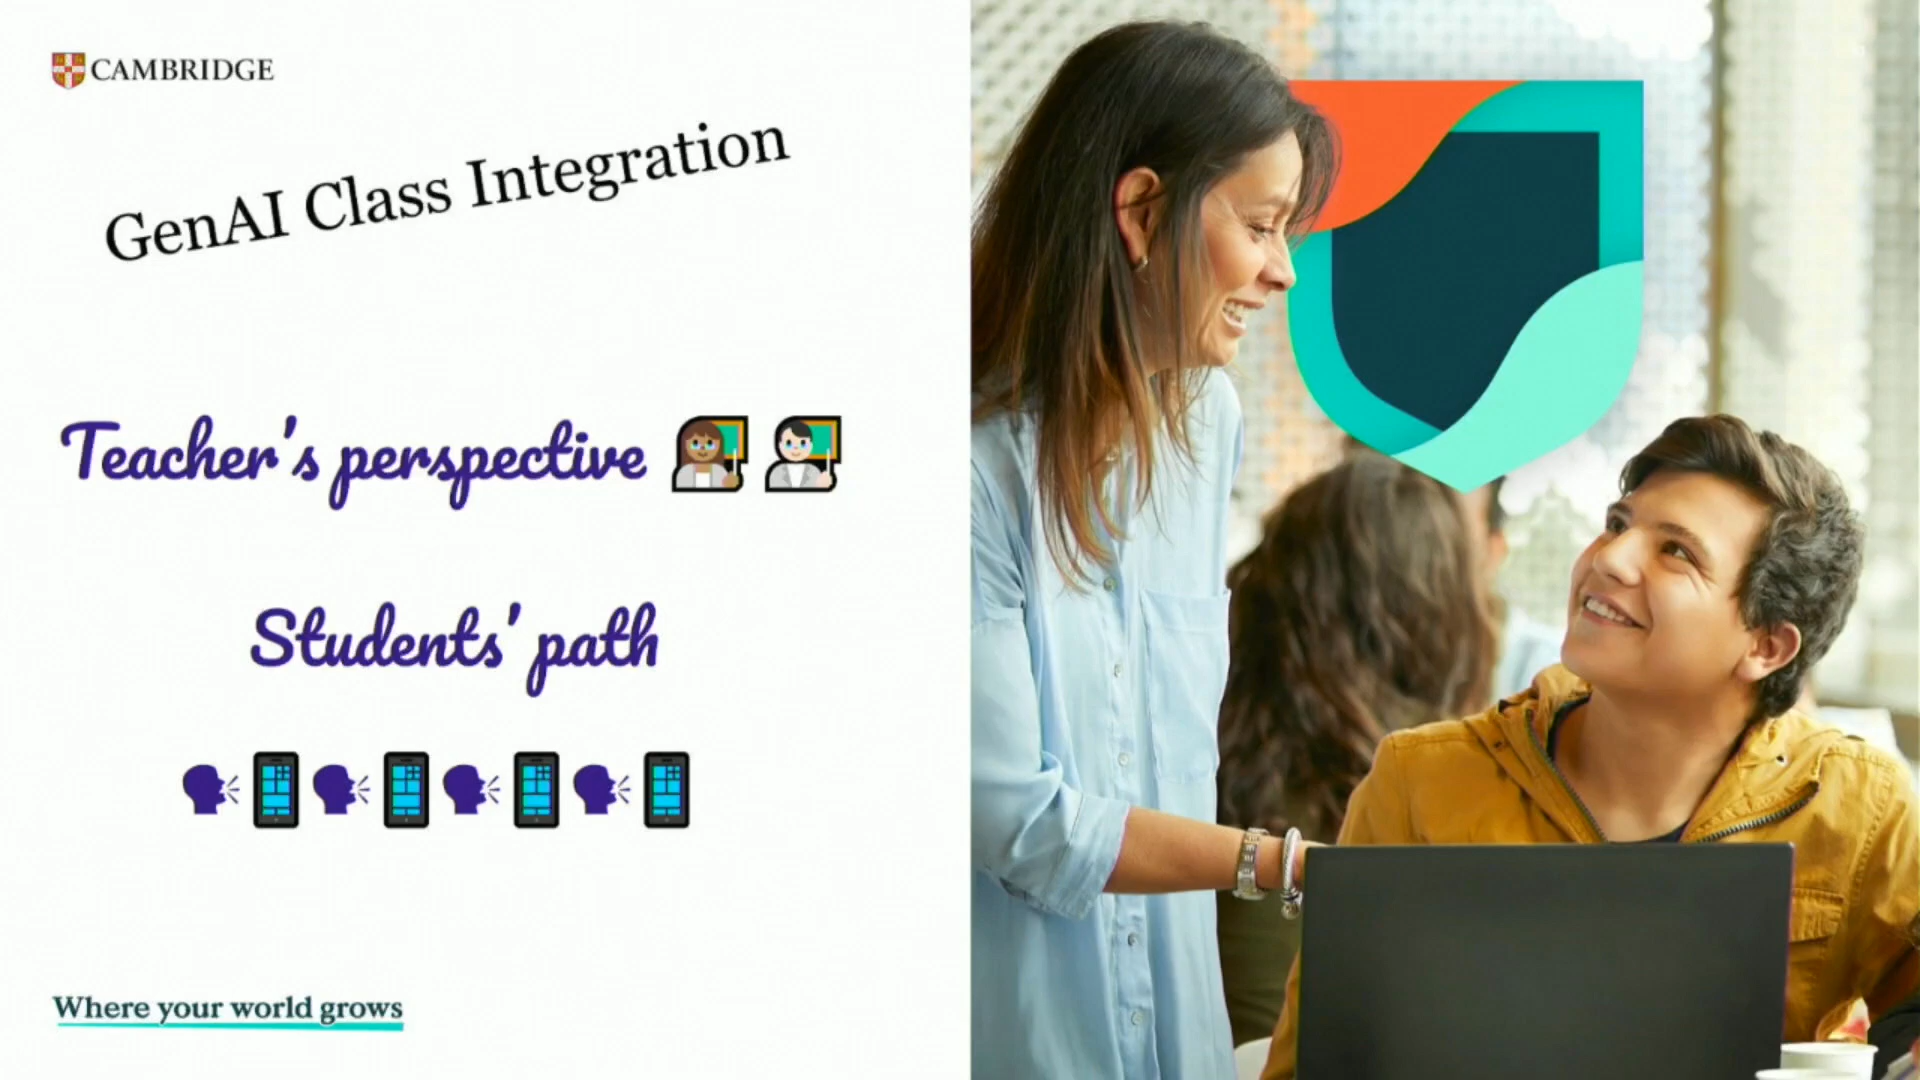 CAMBRIDGE
GenAI Class Integration
Teacher's perspective
Students' path
Where your world grows